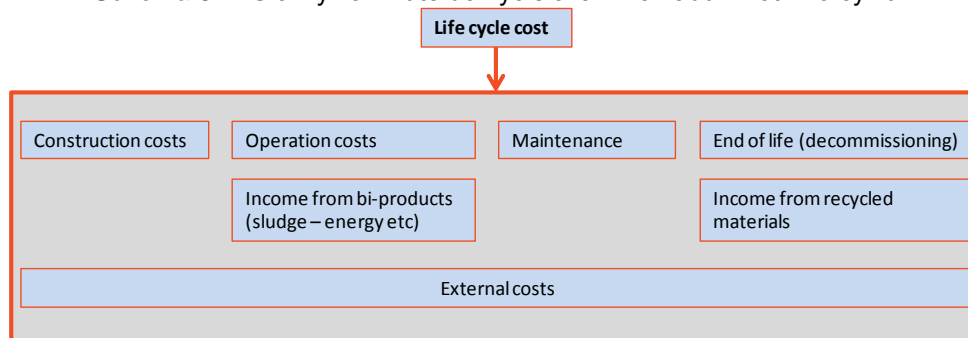 Life cycle cost
Construction costs
Operation costs
Maintenance
End of life (decommissioning)
Income from bi-products
(sludge – energy etc)
Income from recycled
materials
External costs